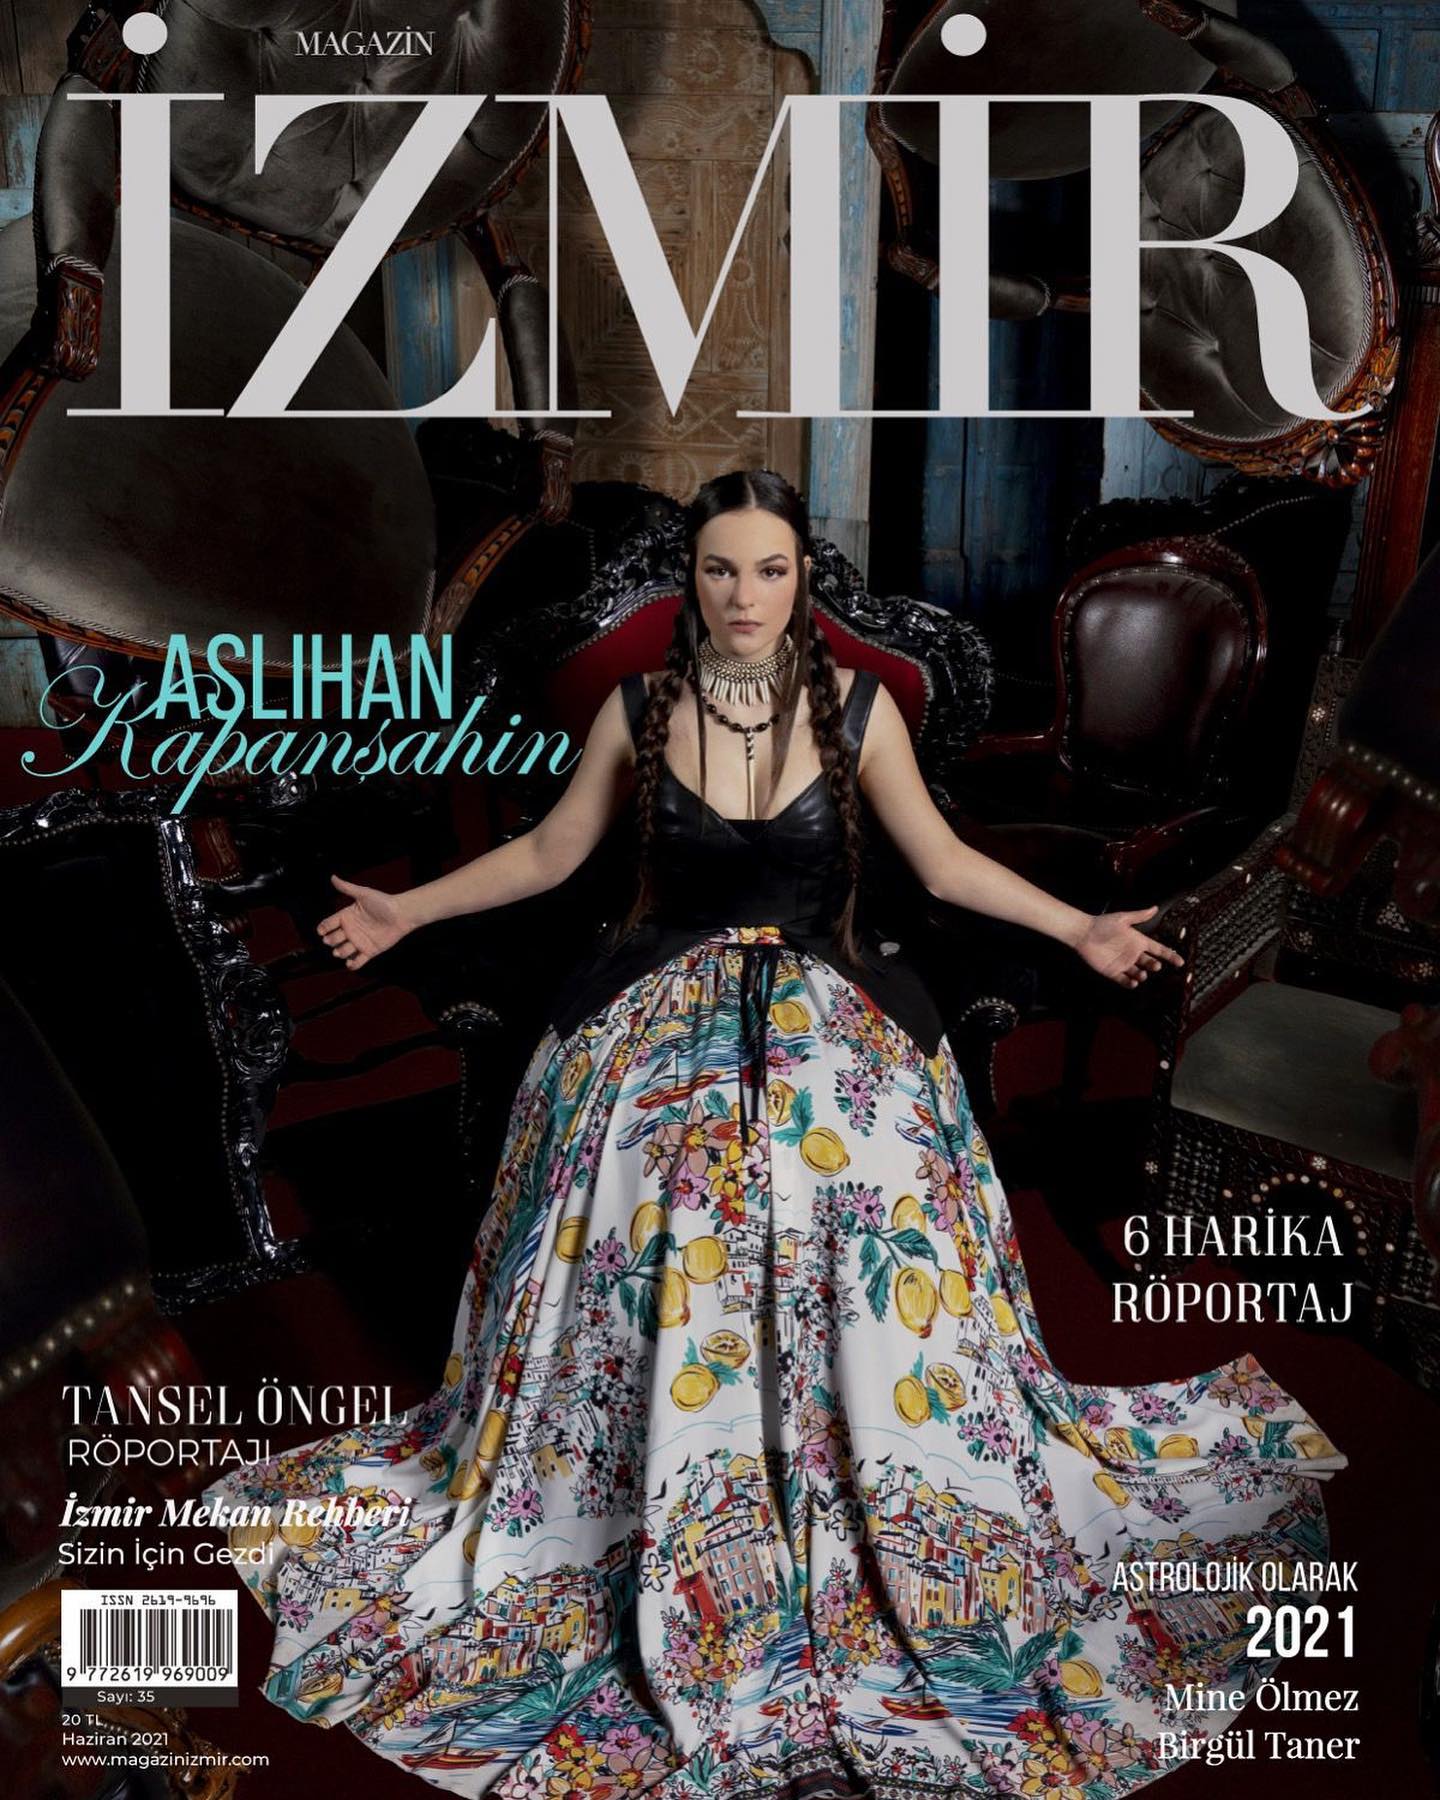 MAGAZİN
İZMİR
ASLIHAN
Kapanşahin
6 HARİKA
RÖPORTAJ
TANSEL ÖNGEL
RÖPORTAJI
İzmir Mekan Rehberi
Sizin İçin Gezdi
ISSN 2619-9696
9 772619 969009
Sayı: 35
20 TL
Haziran 2021
www.magazinizmir.com
ASTROLOJİK OLARAK
2021
Mine Ölmez
Birgül Taner